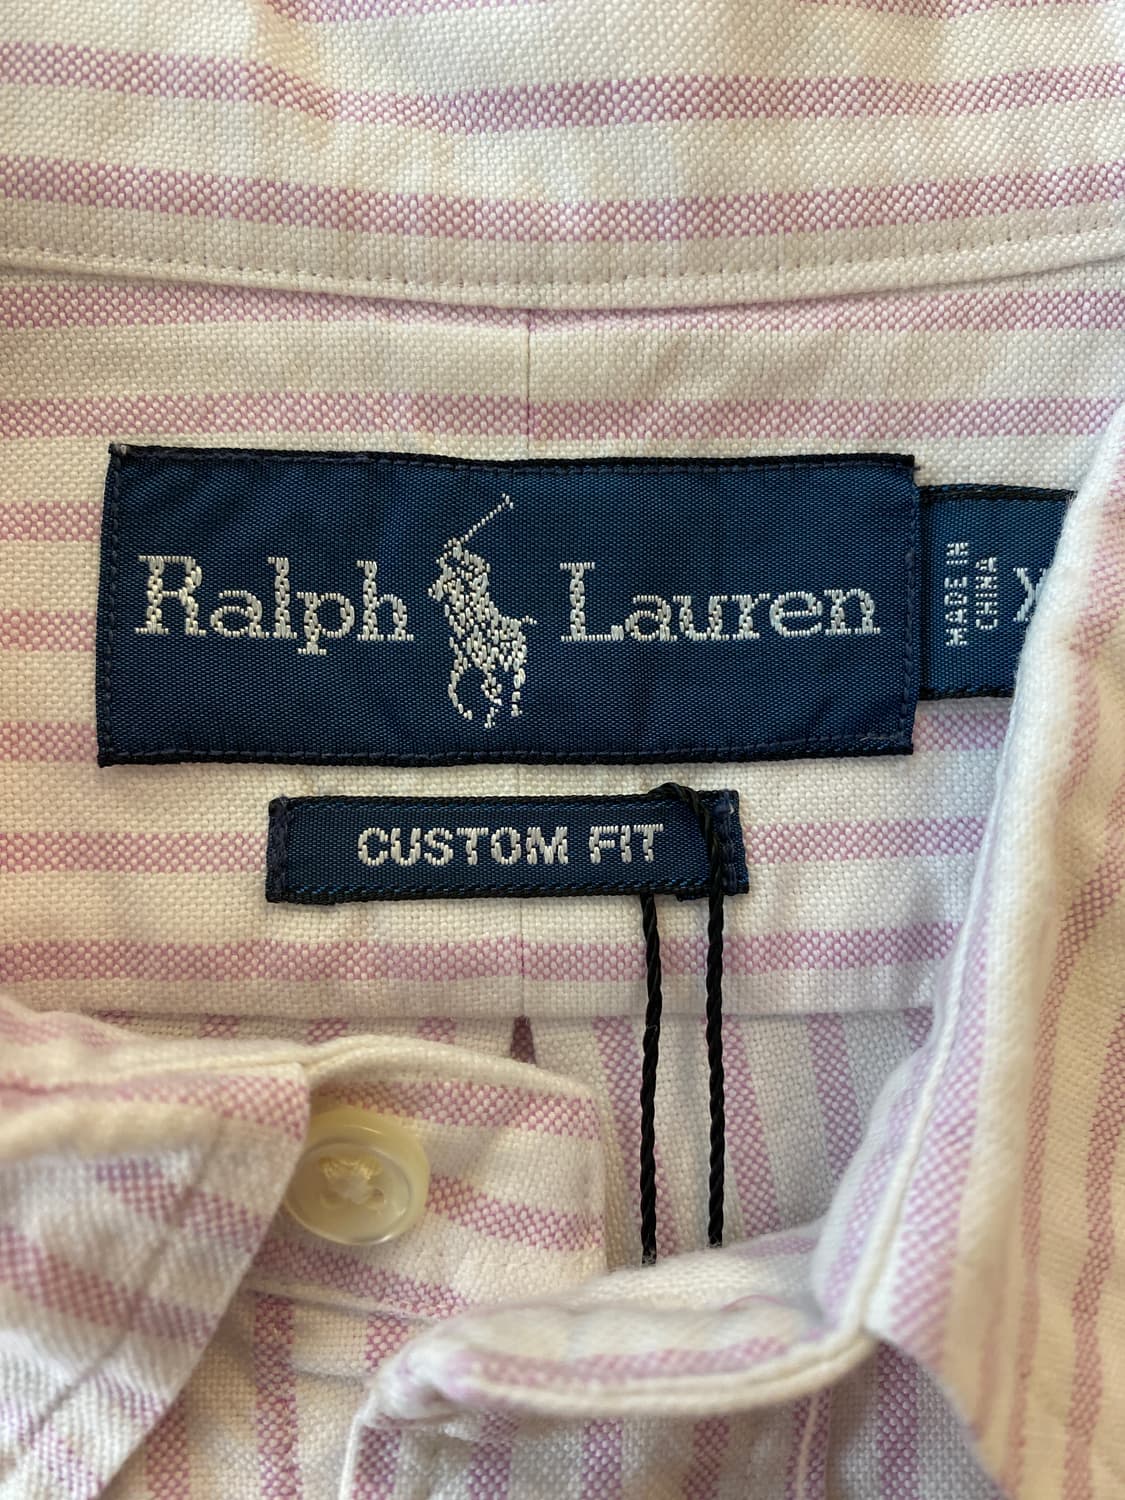 Ralph Lauren
MADE IN
CHINA
CUSTOM FIT